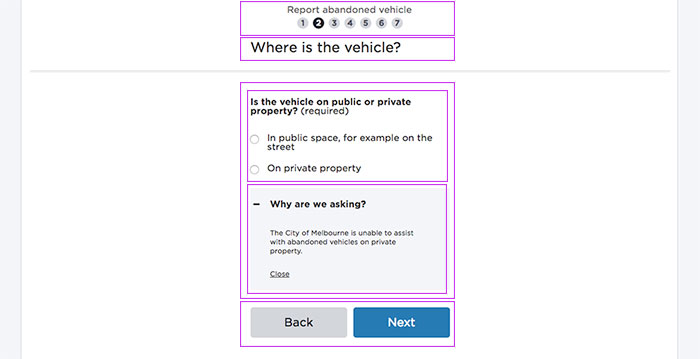 Report abandoned vehicle
1 2 3 4 5 6 7
Where is the vehicle?
Is the vehicle on public or private
property? (required)
In public space, for example on the
street
On private property
Why are we asking?
The City of Melbourne is unable to assist
with abandoned vehicles on private
property.
Close
Back Next